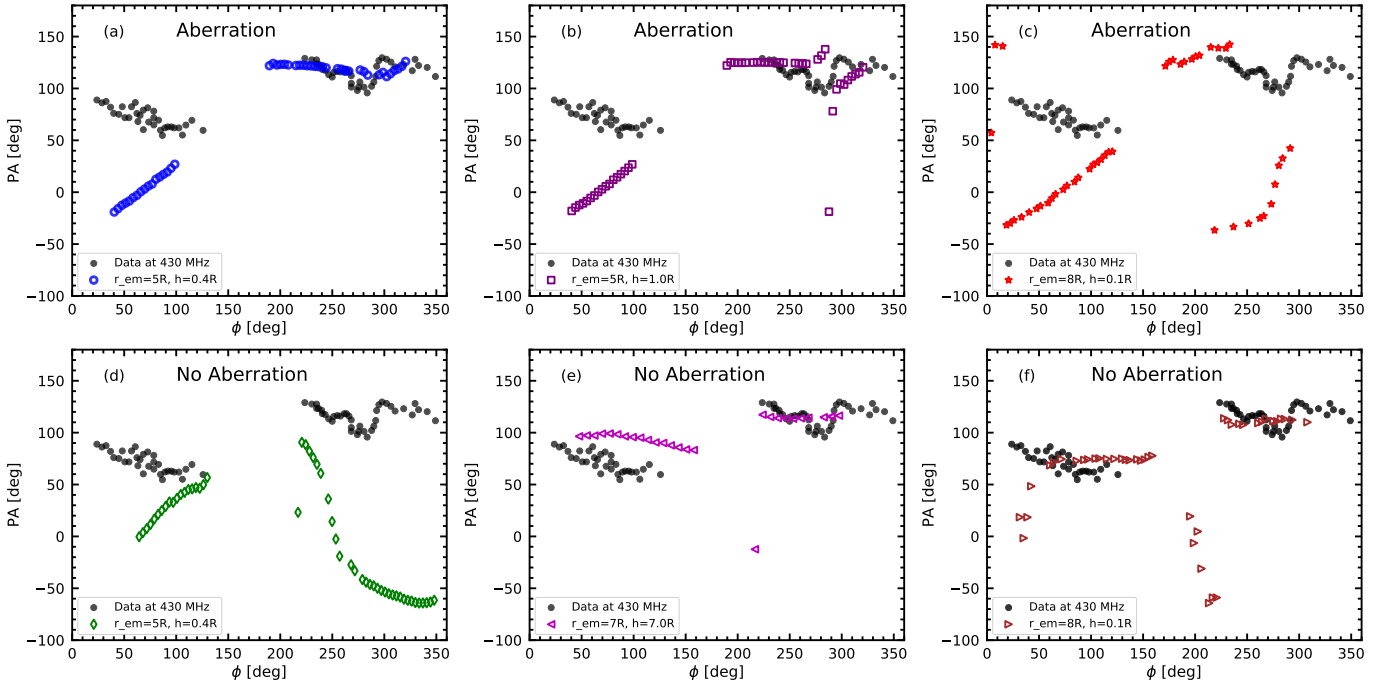 (a) Aberration
150
100
50
0
−50
−100
PA [deg]
Data at 430 MHz
r_em=5R, h=0.4R
0 50 100 150 200 250 300 350
ϕ [deg]
(b) Aberration
150
100
50
0
−50
−100
PA [deg]
Data at 430 MHz
r_em=5R, h=1.0R
0 50 100 150 200 250 300 350
ϕ [deg]
(c) Aberration
150
100
50
0
−50
−100
PA [deg]
Data at 430 MHz
r_em=8R, h=0.1R
0 50 100 150 200 250 300 350
ϕ [deg]
(d) No Aberration
150
100
50
0
−50
−100
PA [deg]
Data at 430 MHz
r_em=5R, h=0.4R
0 50 100 150 200 250 300 350
ϕ [deg]
(e) No Aberration
150
100
50
0
−50
−100
PA [deg]
Data at 430 MHz
r_em=7R, h=7.0R
0 50 100 150 200 250 300 350
ϕ [deg]
(f) No Aberration
150
100
50
0
−50
−100
PA [deg]
Data at 430 MHz
r_em=8R, h=0.1R
0 50 100 150 200 250 300 350
ϕ [deg]